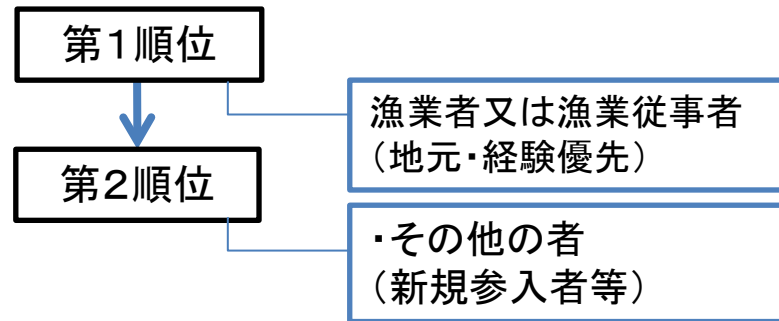 第1順位
漁業者又は漁業従事者
（地元・経験優先）
第2順位
・その他の者
（新規参入者等）